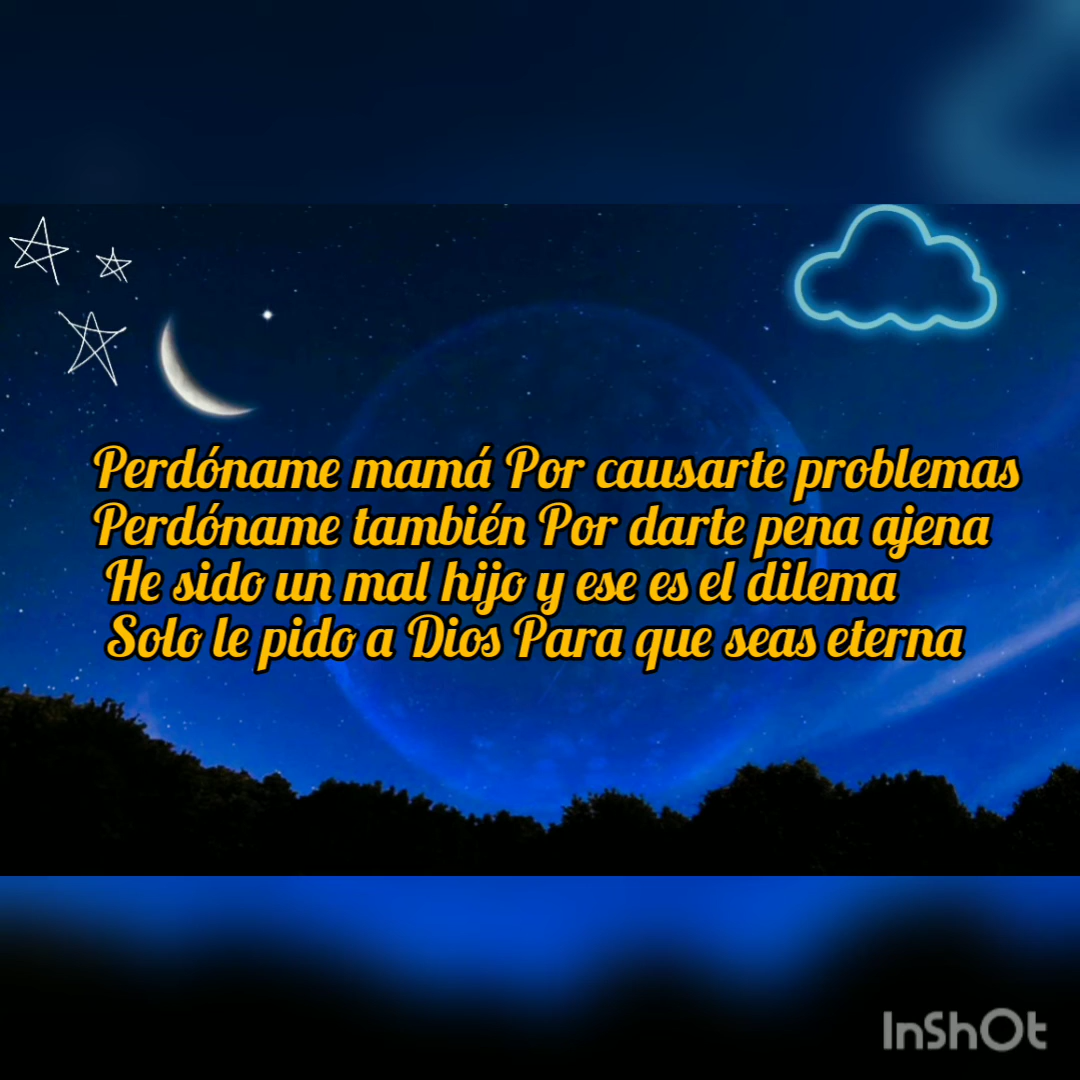 Perdóname mamá Por causarte problemas
Perdóname también Por darte pena ajena
He sido un mal hijo y ese es el dilema
Solo le pido a Dios Para que seas eterna
InShOt